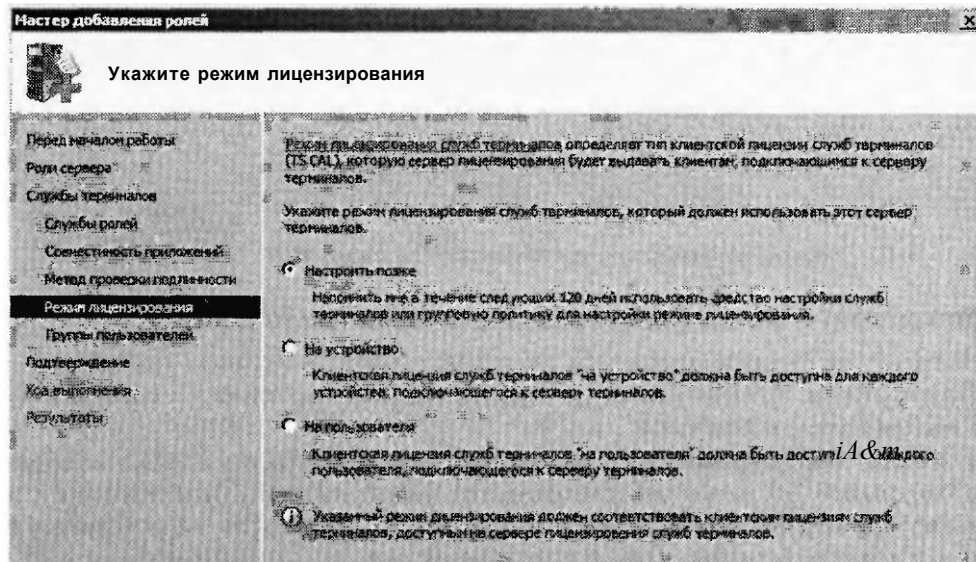 Мастер добавления ролей
Укажите режим лицензирования
Перед началом работы
Роли сервера
Службы терминалов
Службы ролей
Совместимость приложений
Метод проверки подлинности
Режим лицензирования
Группы пользователей
Подтверждение
Ход выполнения
Результаты
Режим лицензирования служб терминалов определяет тип клиентской лицензии служб терминалов
(TS CAL), которую сервер лицензирования будет выдавать клиентам, подключающимся к серверу
терминалов.
Укажите режим лицензирования служб терминалов, который должен использовать этот сервер
терминалов.
Настроить позже
Напомнить мне в течение следующих 120 дней использовать средство настройки служб
терминалов или групповую политику для настройки режима лицензирования.
На устройство
Клиентская лицензия служб терминалов "на устройство" должна быть доступна для каждого
устройства, подключающегося к серверу терминалов.
На пользователя
Клиентская лицензия служб терминалов "на пользователя" должна быть доступ
пользователя, подключающегося к серверу терминалов.
Указанный режим лицензирования должен соответствовать клиентским лицензиям служб
терминалов, доступным на сервере лицензирования служб терминалов.